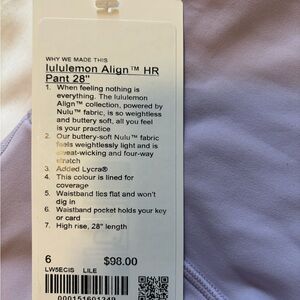 WHY WE MADE THIS
lululemon Align™ HR
Pant 28"
1. When feeling nothing is
everything. The lululemon
Align™ collection, powered by
Nulu™ fabric, is so weightless
and buttery soft, all you feel
is your practice
2. Our buttery-soft Nulu™ fabric
feels weightlessly light and is
sweat-wicking and four-way
stretch
3. Added Lycra®
4. This colour is lined for
coverage
5. Waistband lies flat and won't
dig in
6. Waistband pocket holds your key
or card
7. High rise, 28" length
6 $98.00
LW5ECIS LILE
000151601249